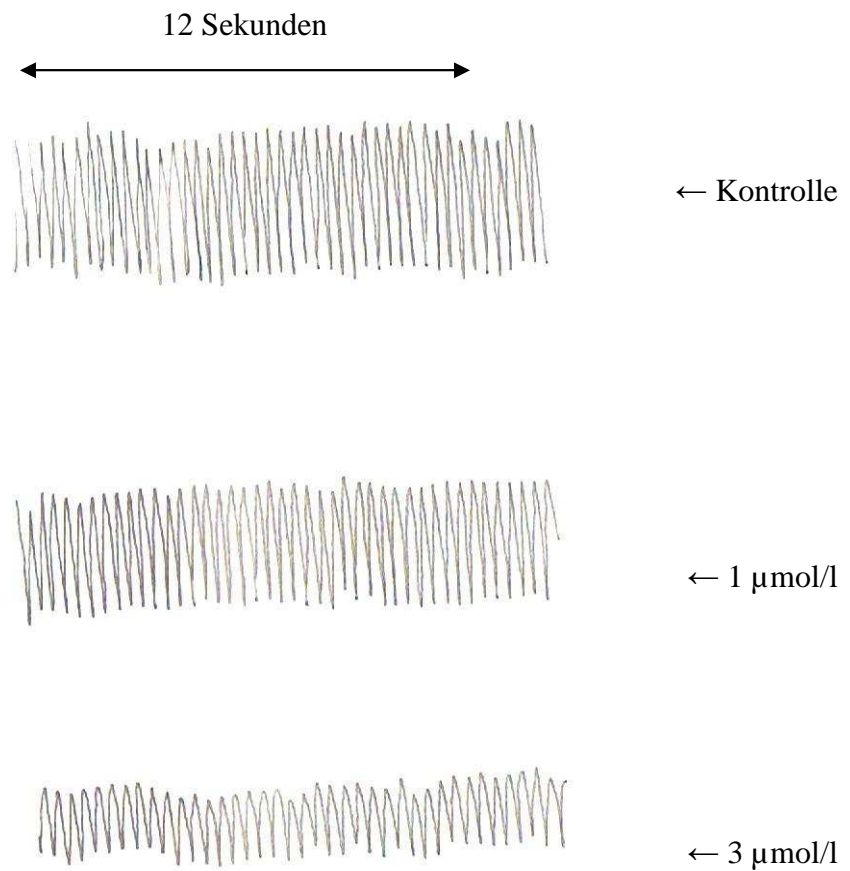 12 Sekunden
← Kontrolle
← 1 µmol/l
← 3 µmol/l